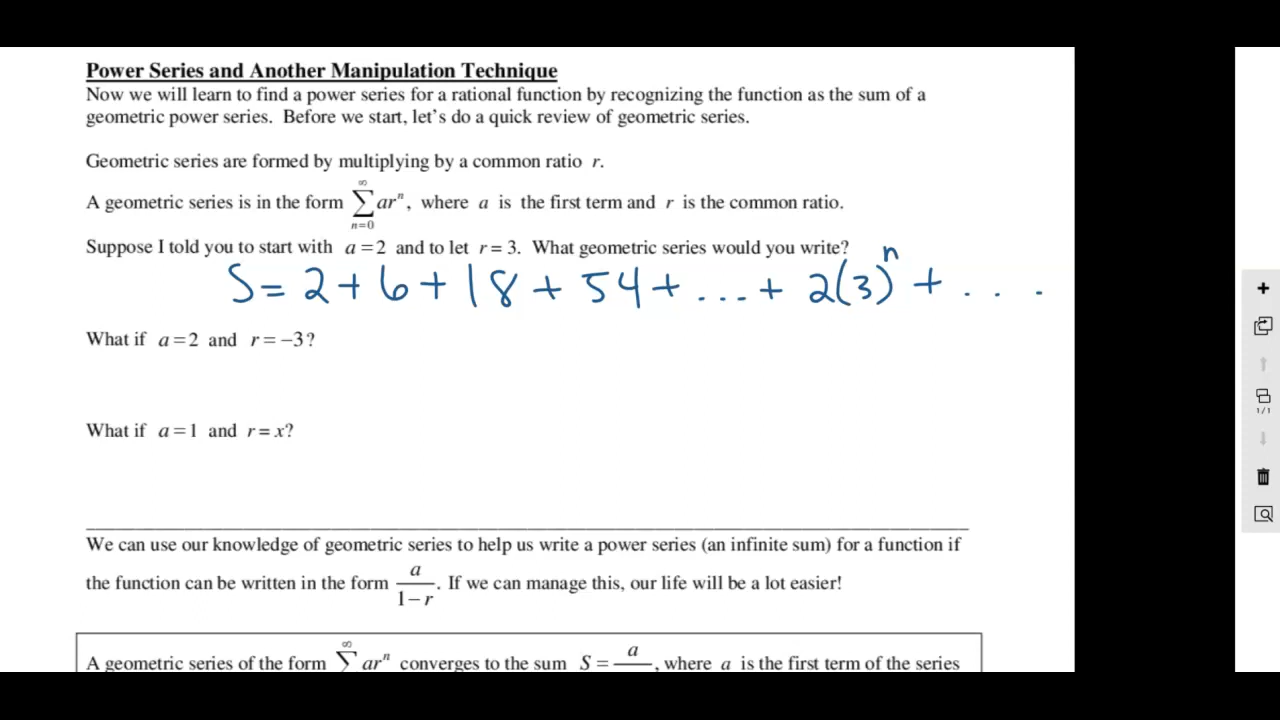 Power Series and Another Manipulation Technique
Now we will learn to find a power series for a rational function by recognizing the function as the sum of a
geometric power series. Before we start, let's do a quick review of geometric series.
Geometric series are formed by multiplying by a common ratio r.
A geometric series is in the form ∑_{n=0}^{∞} ar^n, where a is the first term and r is the common ratio.
Suppose I told you to start with a = 2 and to let r = 3. What geometric series would you write?
S = 2 + 6 + 18 + 54 + ... + 2(3)^n + . . .
What if a = 2 and r = −3?
What if a = 1 and r = x?
We can use our knowledge of geometric series to help us write a power series (an infinite sum) for a function if
the function can be written in the form a/(1−r). If we can manage this, our life will be a lot easier!
A geometric series of the form ∑^{∞} ar^n converges to the sum S = a/, where a is the first term of the series
1/1